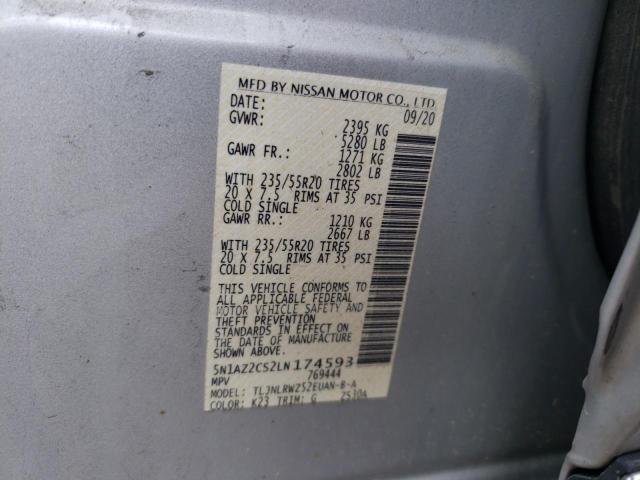 MFD BY NISSAN MOTOR CO., LTD.
DATE: 09/20
GVWR: 2395 KG
5280 LB
GAWR FR.: 1271 KG
2802 LB
WITH 235/55R20 TIRES
20 X 7.5 RIMS AT 35 PSI
COLD SINGLE
GAWR RR.: 1210 KG
2667 LB
WITH 235/55R20 TIRES
20 X 7.5 RIMS AT 35 PSI
COLD SINGLE
THIS VEHICLE CONFORMS TO
ALL APPLICABLE FEDERAL
MOTOR VEHICLE SAFETY AND
THEFT PREVENTION
STANDARDS IN EFFECT ON
THE DATE OF MANUFACTURE
SHOWN ABOVE.
5N1AZ2CS2LN174593
MPV 769444
MODEL: TLJNLRWZ52EUAN-B-A
COLOR: K23 TRIM: G ZS30A